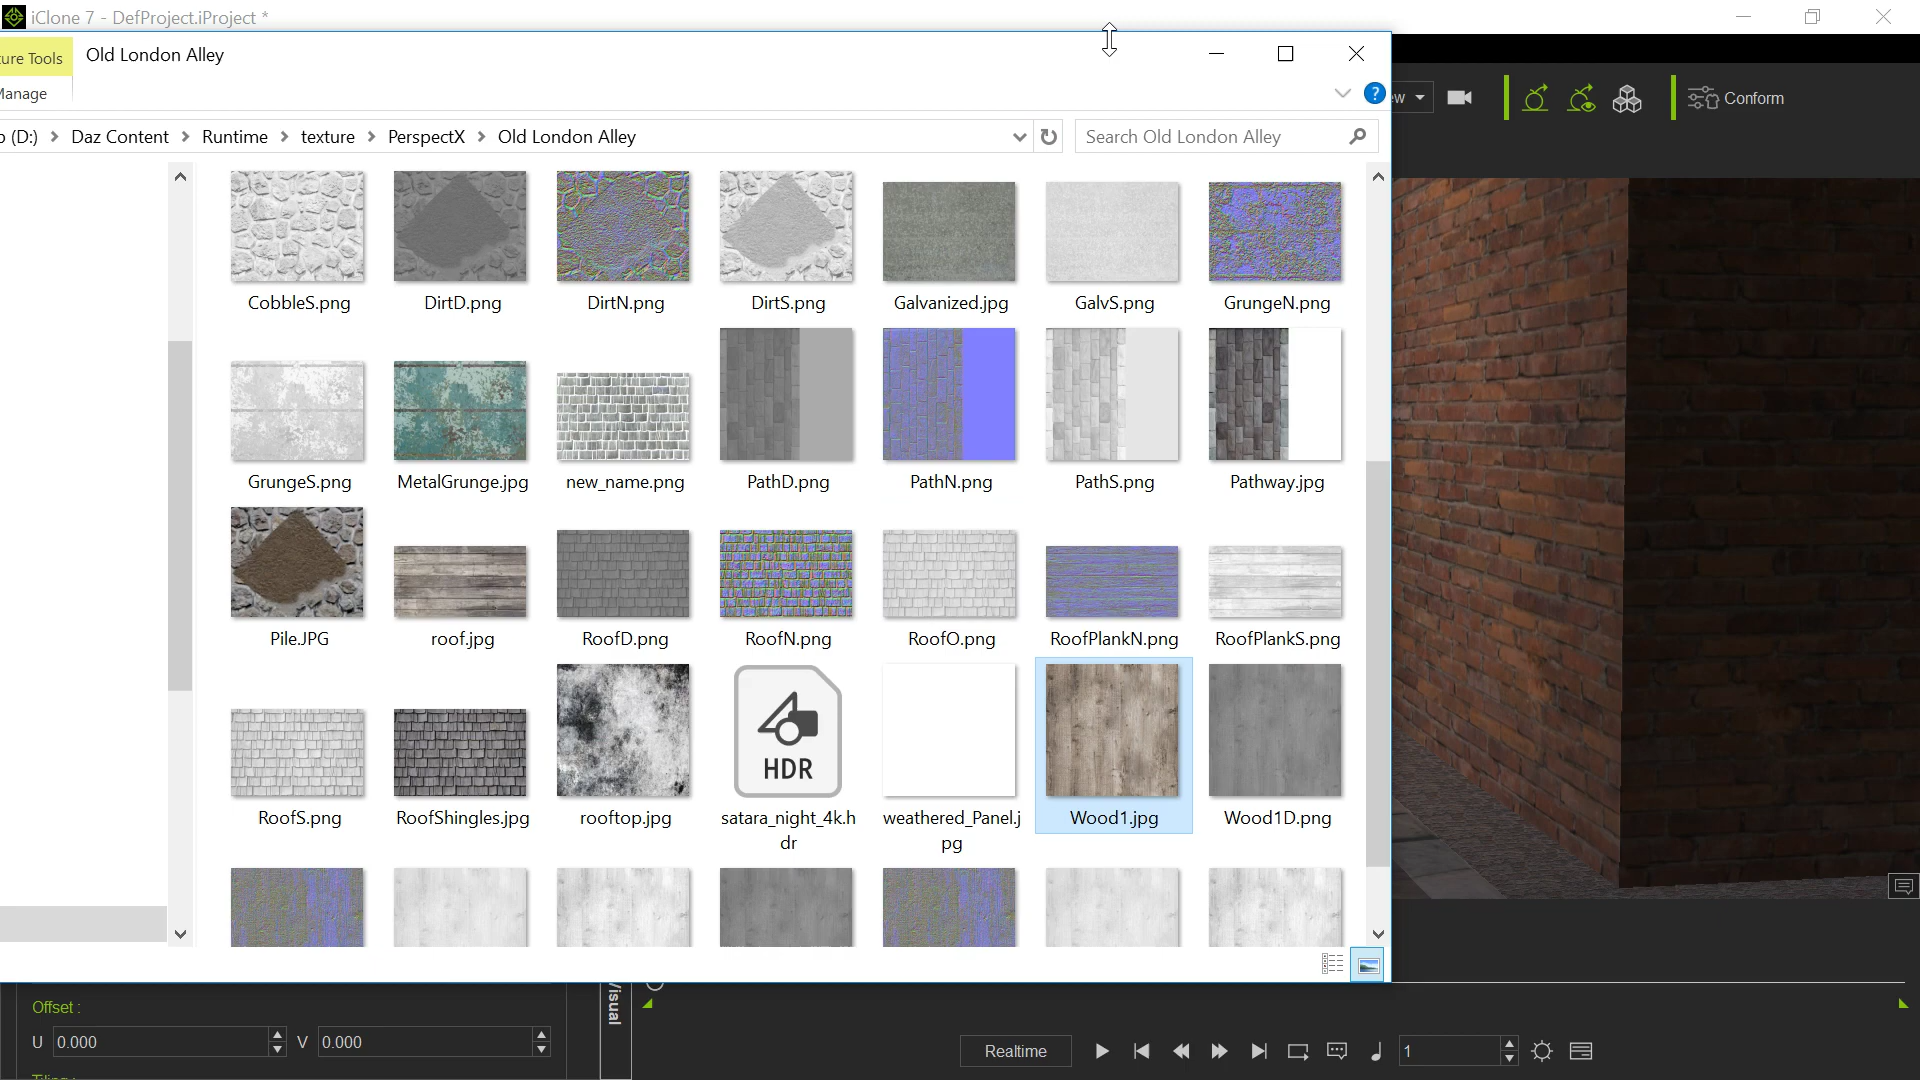 iClone 7 - DefProject.iProject *
ure Tools
Old London Alley
Manage
(D:) > Daz Content > Runtime > texture > PerspectX > Old London Alley
Search Old London Alley
Conform
CobbleS.png DirtD.png DirtN.png DirtS.png Galvanized.jpg GalvS.png GrungeN.png
GrungeS.png MetalGrunge.jpg new_name.png PathD.png PathN.png PathS.png Pathway.jpg
Pile.JPG roof.jpg RoofD.png RoofN.png RoofO.png RoofPlankN.png RoofPlankS.png
HDR
RoofS.png RoofShingles.jpg rooftop.jpg satara_night_4k.h weathered_Panel.j Wood1.jpg Wood1D.png
dr pg
Offset :
U 0.000 V 0.000
Visual
Realtime
1